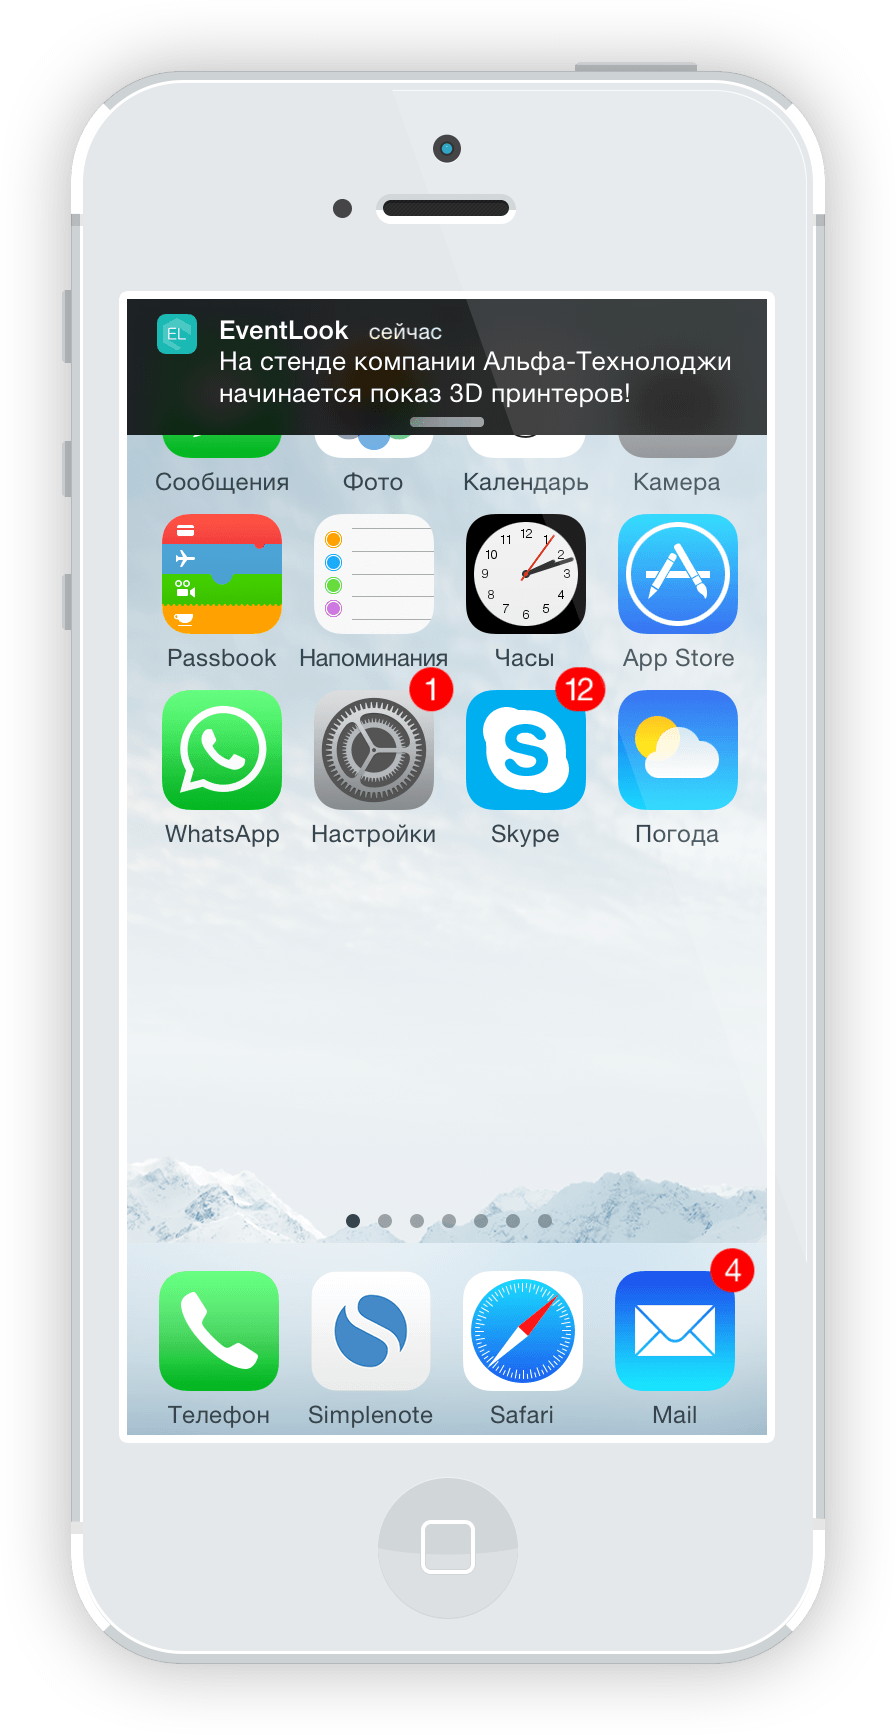 EL
EventLook сейчас
На стенде компании Альфа-Технолоджи
начинается показ 3D принтеров!
Сообщения Фото Календарь Камера
12
11 1
10 2
9 3
8 4
7 5
6
Passbook Напоминания Часы App Store
1 12
S
WhatsApp Настройки Skype Погода
4
Телефон Simplenote Safari Mail